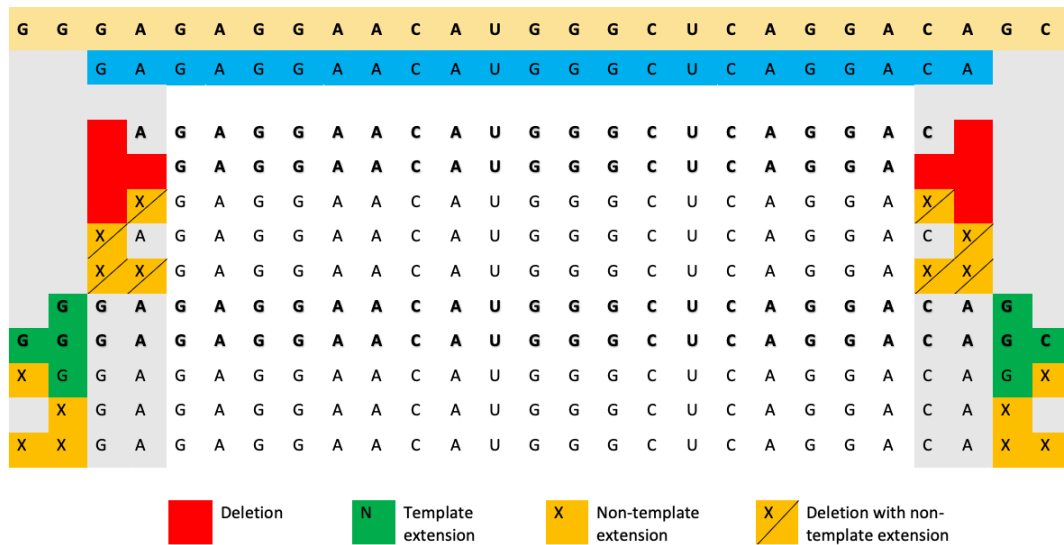 G G G A G A G G A A C A U G G G C U C A G G A C A G C
G A G A G G A A C A U G G G C U C A G G A C A
A G A G G A A C A U G G G C U C A G G A C
G A G G A A C A U G G G C U C A G G A
X G A G G A A C A U G G G C U C A G G A X
X A G A G G A A C A U G G G C U C A G G A C X
X X G A G G A A C A U G G G C U C A G G A X X
G G A G A G G A A C A U G G G C U C A G G A C A G
G G G A G A G G A A C A U G G G C U C A G G A C A G C
X G G A G A G G A A C A U G G G C U C A G G A C A G X
X G A G A G G A A C A U G G G C U C A G G A C A X
X X G A G A G G A A C A U G G G C U C A G G A C A X X
Deletion
N Template
extension
X Non-template
extension
X Deletion with non-
template extension